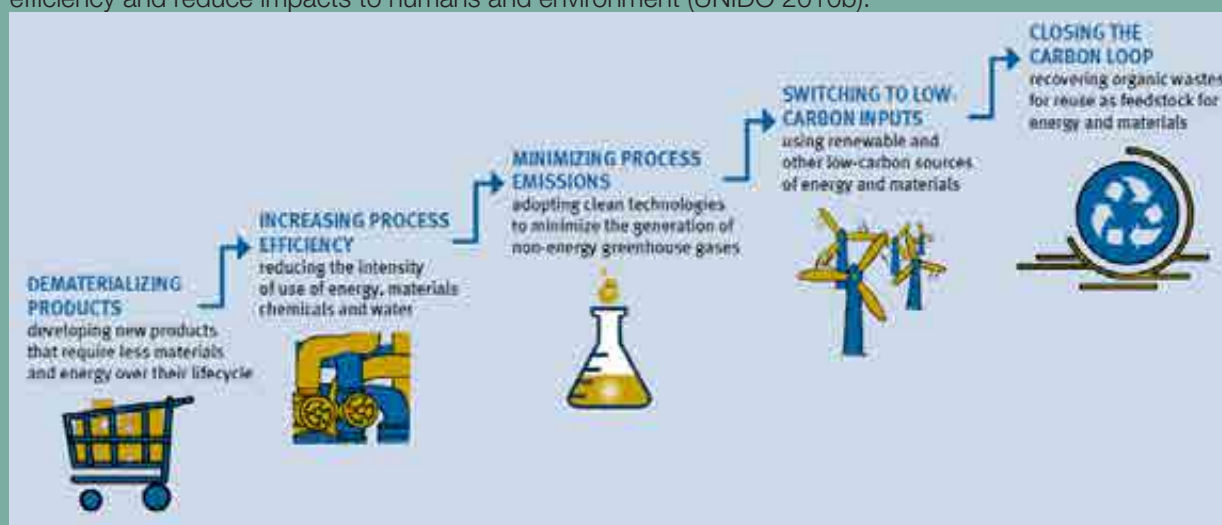 efficiency and reduce impacts to humans and environment (UNIDO 2010b).
DEMATERIALIZING
PRODUCTS
developing new products
that require less materials
and energy over their lifecycle
INCREASING PROCESS
EFFICIENCY
reducing the intensity
of use of energy, materials
chemicals and water
MINIMIZING PROCESS
EMISSIONS
adopting clean technologies
to minimize the generation of
non-energy greenhouse gases
SWITCHING TO LOW-
CARBON INPUTS
using renewable and
other low-carbon sources
of energy and materials
CLOSING THE
CARBON LOOP
recovering organic wastes
for reuse as feedstock for
energy and materials